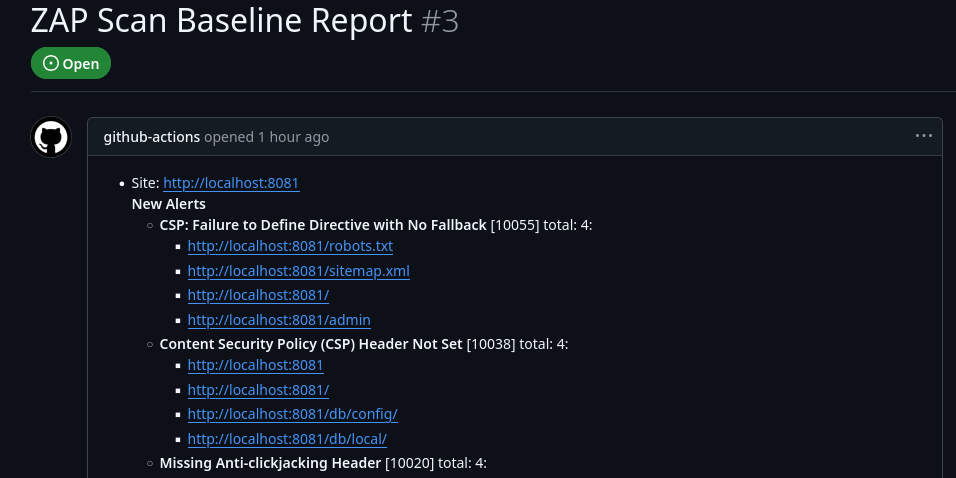 ZAP Scan Baseline Report #3
Open
github-actions opened 1 hour ago
Site: http://localhost:8081
New Alerts
CSP: Failure to Define Directive with No Fallback [10055] total: 4:
http://localhost:8081/robots.txt
http://localhost:8081/sitemap.xml
http://localhost:8081/
http://localhost:8081/admin
Content Security Policy (CSP) Header Not Set [10038] total: 4:
http://localhost:8081
http://localhost:8081/
http://localhost:8081/db/config/
http://localhost:8081/db/local/
Missing Anti-clickjacking Header [10020] total: 4: